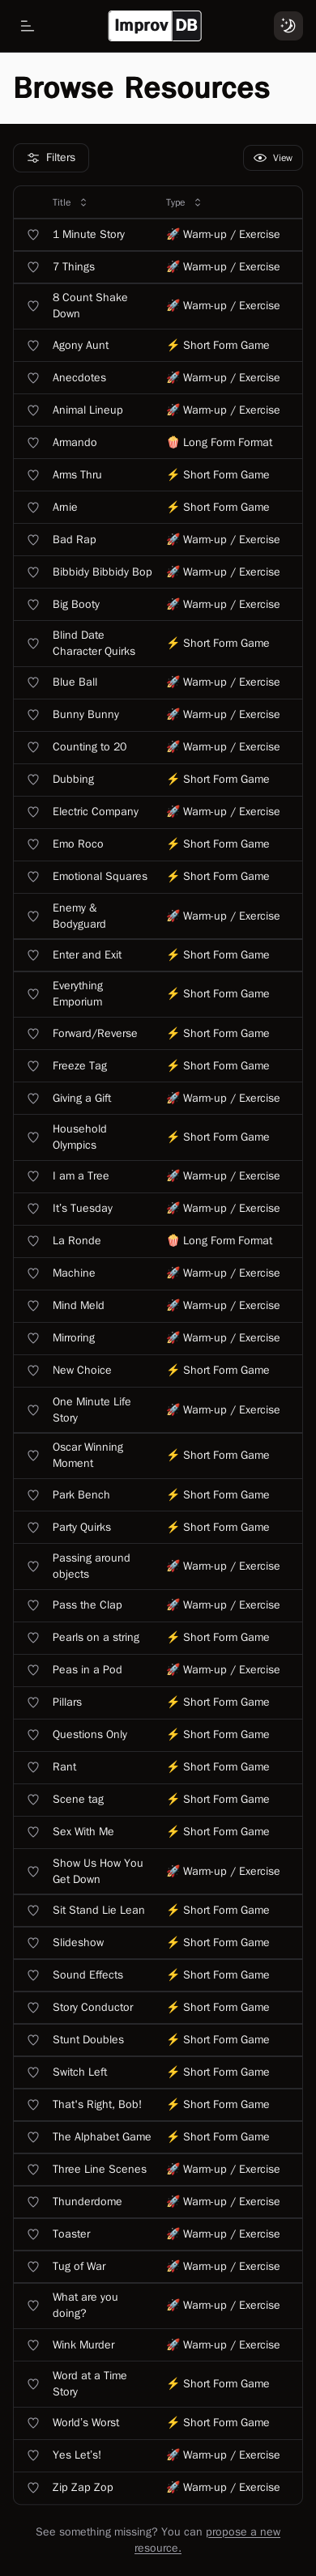 Improv DB
Browse Resources
Filters
View
Title Type
1 Minute Story 🚀 Warm-up / Exercise
7 Things 🚀 Warm-up / Exercise
8 Count Shake
Down 🚀 Warm-up / Exercise
Agony Aunt ⚡ Short Form Game
Anecdotes 🚀 Warm-up / Exercise
Animal Lineup 🚀 Warm-up / Exercise
Armando 🍿 Long Form Format
Arms Thru ⚡ Short Form Game
Arnie ⚡ Short Form Game
Bad Rap 🚀 Warm-up / Exercise
Bibbidy Bibbidy Bop 🚀 Warm-up / Exercise
Big Booty 🚀 Warm-up / Exercise
Blind Date
Character Quirks ⚡ Short Form Game
Blue Ball 🚀 Warm-up / Exercise
Bunny Bunny 🚀 Warm-up / Exercise
Counting to 20 🚀 Warm-up / Exercise
Dubbing ⚡ Short Form Game
Electric Company 🚀 Warm-up / Exercise
Emo Roco ⚡ Short Form Game
Emotional Squares ⚡ Short Form Game
Enemy &
Bodyguard 🚀 Warm-up / Exercise
Enter and Exit ⚡ Short Form Game
Everything
Emporium ⚡ Short Form Game
Forward/Reverse ⚡ Short Form Game
Freeze Tag ⚡ Short Form Game
Giving a Gift 🚀 Warm-up / Exercise
Household
Olympics ⚡ Short Form Game
I am a Tree 🚀 Warm-up / Exercise
It's Tuesday 🚀 Warm-up / Exercise
La Ronde 🍿 Long Form Format
Machine 🚀 Warm-up / Exercise
Mind Meld 🚀 Warm-up / Exercise
Mirroring 🚀 Warm-up / Exercise
New Choice ⚡ Short Form Game
One Minute Life
Story 🚀 Warm-up / Exercise
Oscar Winning
Moment ⚡ Short Form Game
Park Bench ⚡ Short Form Game
Party Quirks ⚡ Short Form Game
Passing around
objects 🚀 Warm-up / Exercise
Pass the Clap 🚀 Warm-up / Exercise
Pearls on a string ⚡ Short Form Game
Peas in a Pod 🚀 Warm-up / Exercise
Pillars ⚡ Short Form Game
Questions Only ⚡ Short Form Game
Rant ⚡ Short Form Game
Scene tag ⚡ Short Form Game
Sex With Me ⚡ Short Form Game
Show Us How You
Get Down 🚀 Warm-up / Exercise
Sit Stand Lie Lean ⚡ Short Form Game
Slideshow ⚡ Short Form Game
Sound Effects ⚡ Short Form Game
Story Conductor ⚡ Short Form Game
Stunt Doubles ⚡ Short Form Game
Switch Left ⚡ Short Form Game
That's Right, Bob! ⚡ Short Form Game
The Alphabet Game ⚡ Short Form Game
Three Line Scenes 🚀 Warm-up / Exercise
Thunderdome 🚀 Warm-up / Exercise
Toaster 🚀 Warm-up / Exercise
Tug of War 🚀 Warm-up / Exercise
What are you
doing? 🚀 Warm-up / Exercise
Wink Murder 🚀 Warm-up / Exercise
Word at a Time
Story ⚡ Short Form Game
World's Worst ⚡ Short Form Game
Yes Let's! 🚀 Warm-up / Exercise
Zip Zap Zop 🚀 Warm-up / Exercise
See something missing? You can propose a new
resource.